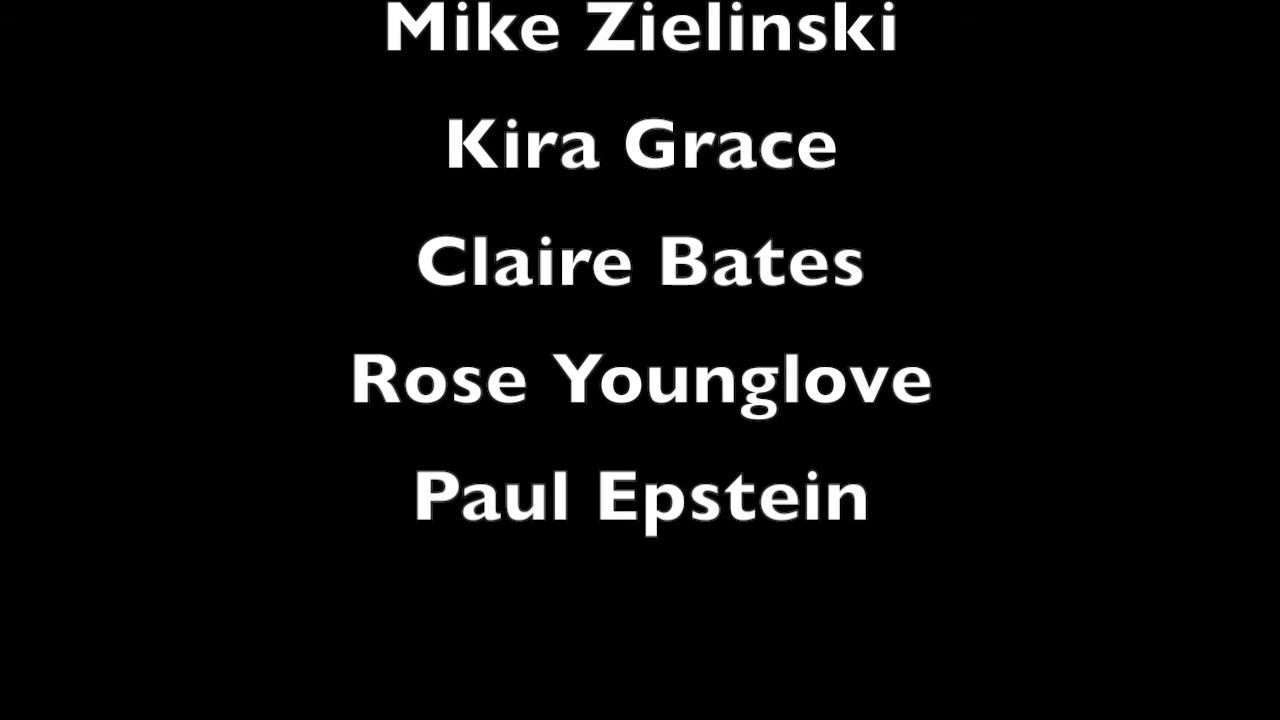 Mike Zielinski
Kira Grace
Claire Bates
Rose Younglove
Paul Epstein